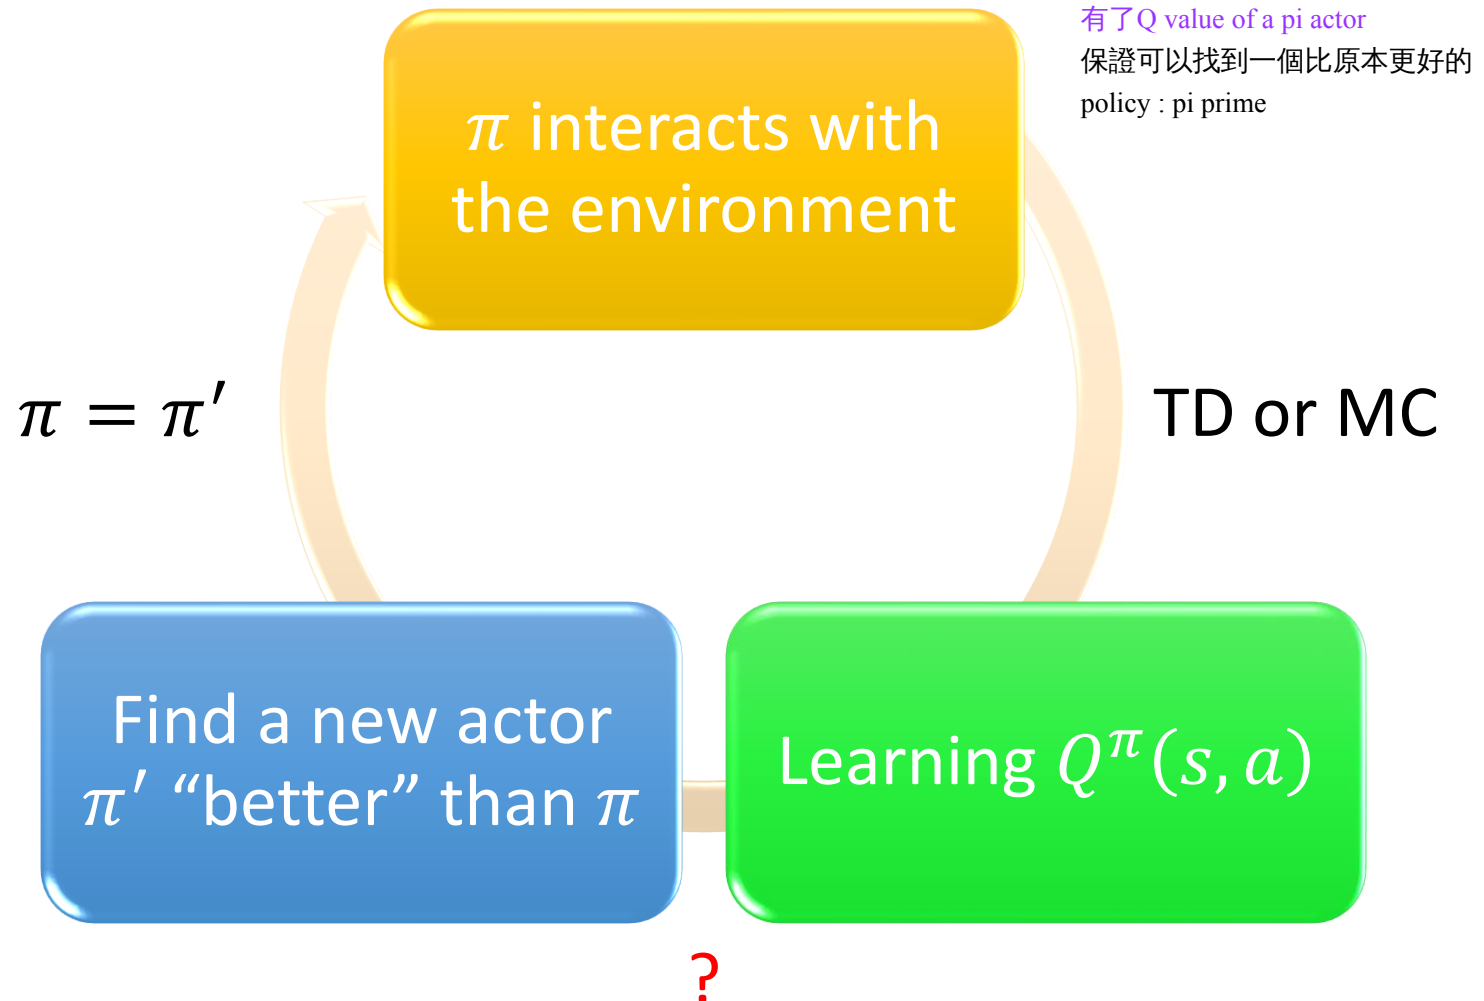 有了Q value of a pi actor
保證可以找到一個比原本更好的
policy : pi prime
π interacts with
the environment
π = π′
TD or MC
Find a new actor
π′ “better” than π
Learning Q^π(s, a)
?